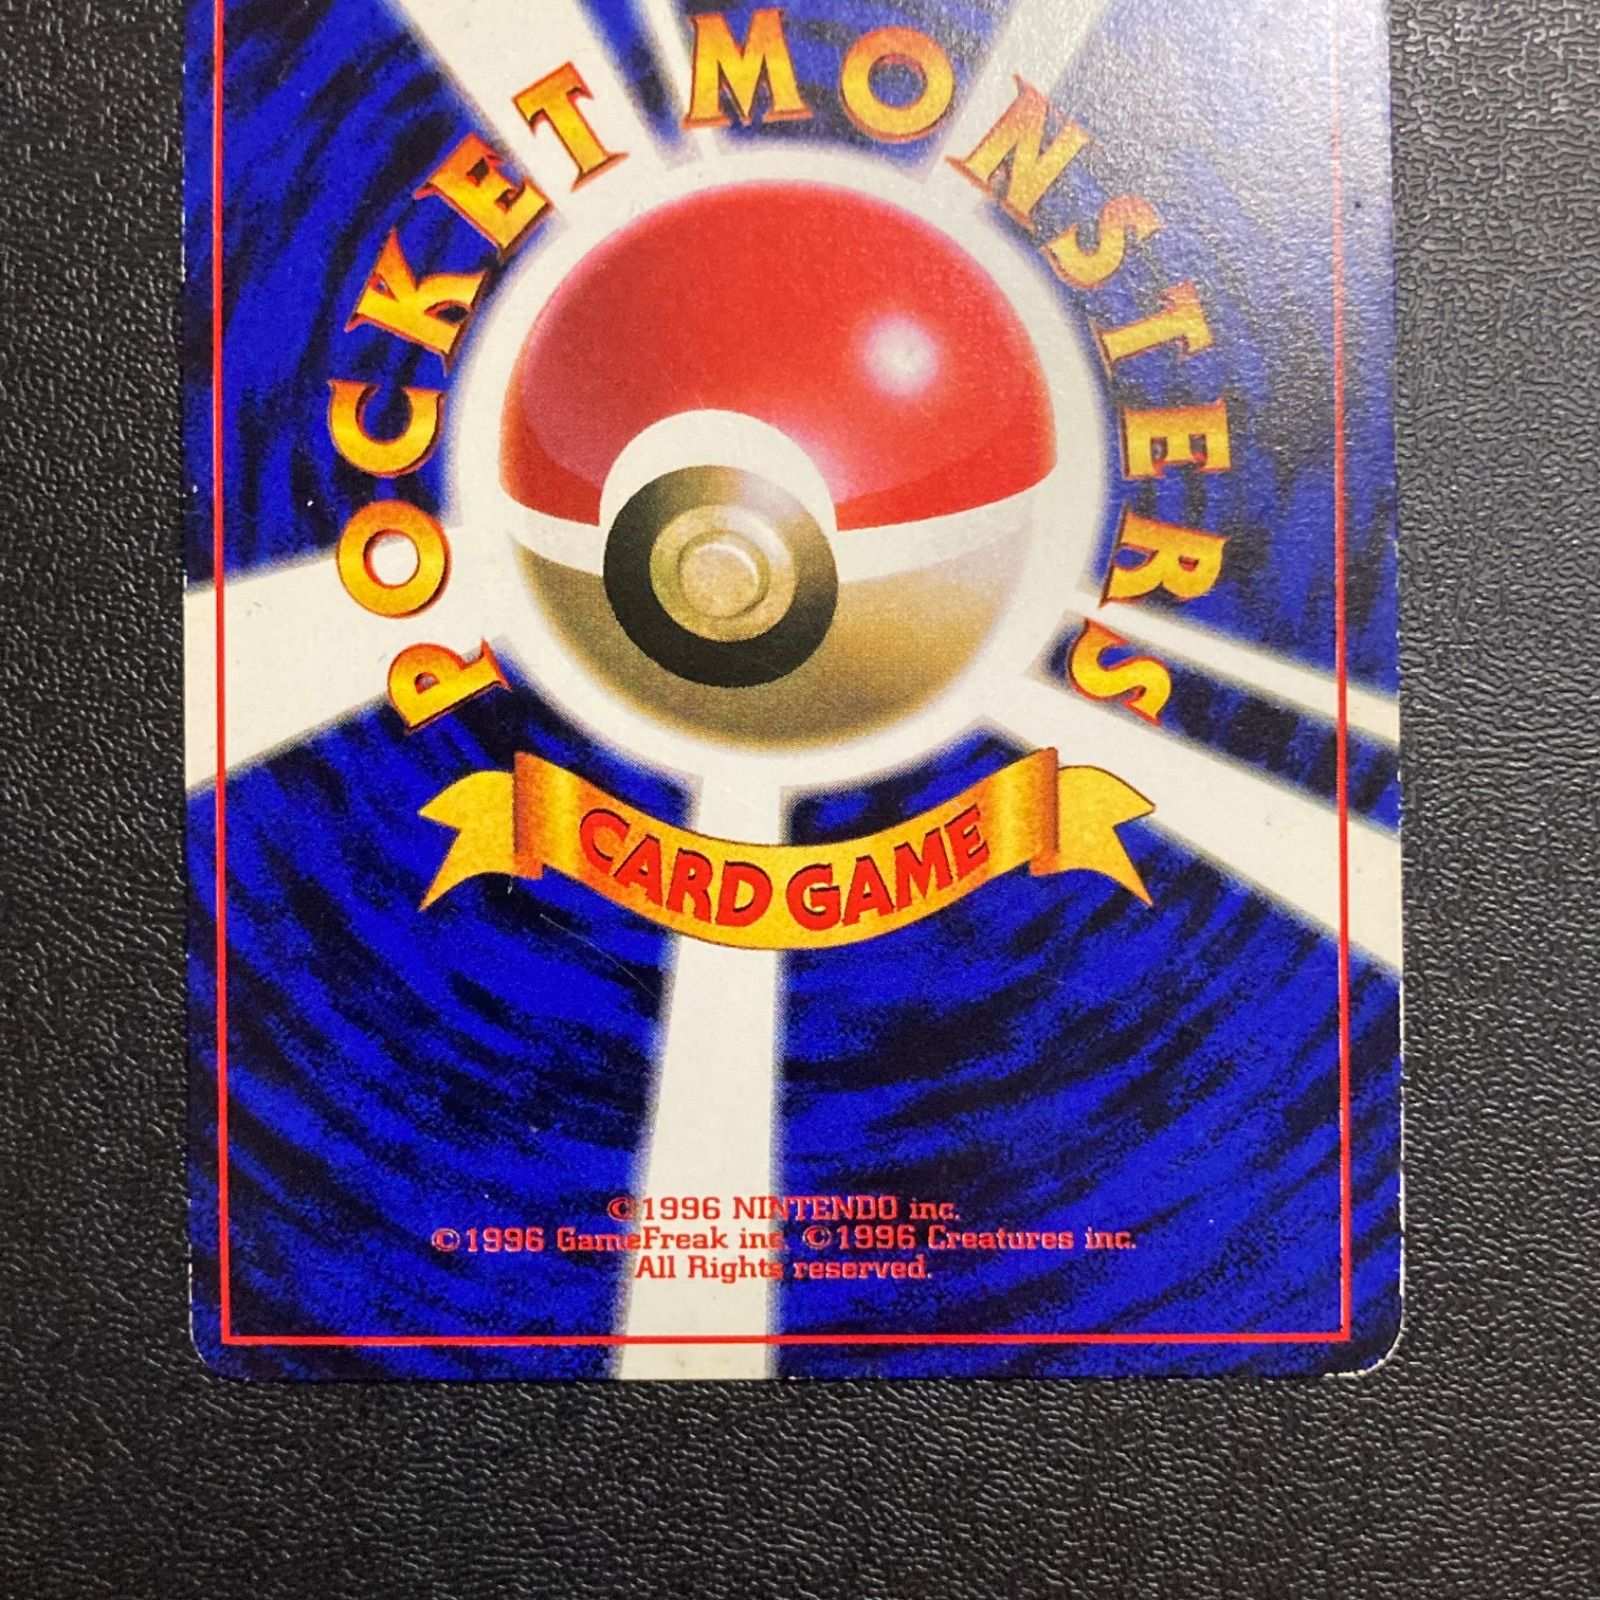 POCKET MONSTERS
CARD GAME
©1996 NINTENDO inc.
©1996 GameFreak inc. ©1996 Creatures inc.
All Rights reserved.